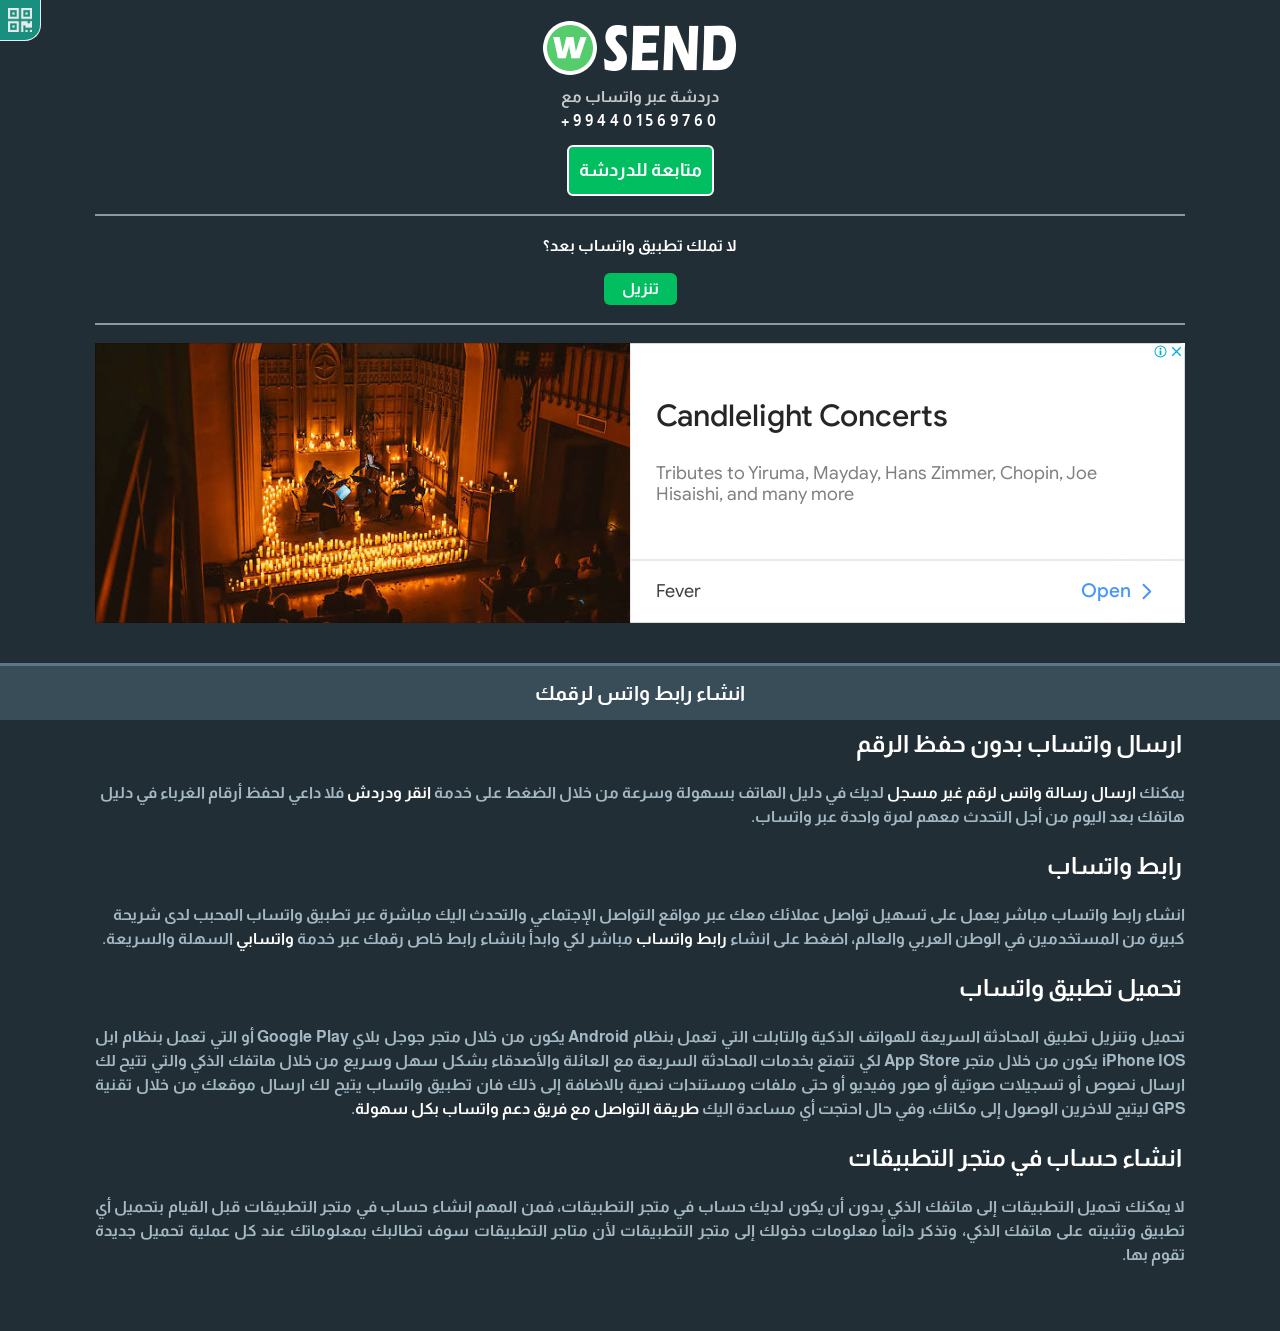 W SEND
دردشة عبر واتساب مع
+994401569760
متابعة للدردشة
لا تملك تطبيق واتساب بعد؟
تنزيل
Candlelight Concerts
Tributes to Yiruma, Mayday, Hans Zimmer, Chopin, Joe
Hisaishi, and many more
Fever
Open
انشاء رابط واتس لرقمك
ارسال واتساب بدون حفظ الرقم
يمكنك ارسال رسالة واتس لرقم غير مسجل لديك في دليل الهاتف بسهولة وسرعة من خلال الضغط على خدمة انقر ودردش فلا داعي لحفظ أرقام الغرباء في دليل
هاتفك بعد اليوم من أجل التحدث معهم لمرة واحدة عبر واتساب.
رابط واتساب
انشاء رابط واتساب مباشر يعمل على تسهيل تواصل عملائك معك عبر مواقع التواصل الإجتماعي والتحدث اليك مباشرة عبر تطبيق واتساب المحبب لدى شريحة
كبيرة من المستخدمين في الوطن العربي والعالم، اضغط على انشاء رابط واتساب مباشر لكي وابدأ بانشاء رابط خاص رقمك عبر خدمة واتسابي السهلة والسريعة.
تحميل تطبيق واتساب
تحميل وتنزيل تطبيق المحادثة السريعة للهواتف الذكية والتابلت التي تعمل بنظام Android يكون من خلال متجر جوجل بلاي Google Play أو التي تعمل بنظام ابل
iPhone IOS يكون من خلال متجر App Store لكي تتمتع بخدمات المحادثة السريعة مع العائلة والأصدقاء بشكل سهل وسريع من خلال هاتفك الذكي والتي تتيح لك
ارسال نصوص أو تسجيلات صوتية أو صور وفيديو أو حتى ملفات ومستندات نصية بالاضافة إلى ذلك فان تطبيق واتساب يتيح لك ارسال موقعك من خلال تقنية
GPS ليتيح للاخرين الوصول إلى مكانك، وفي حال احتجت أي مساعدة اليك طريقة التواصل مع فريق دعم واتساب بكل سهولة.
انشاء حساب في متجر التطبيقات
لا يمكنك تحميل التطبيقات إلى هاتفك الذكي بدون أن يكون لديك حساب في متجر التطبيقات، فمن المهم انشاء حساب في متجر التطبيقات قبل القيام بتحميل أي
تطبيق وتثبيته على هاتفك الذكي، وتذكر دائماً معلومات دخولك إلى متجر التطبيقات لأن متاجر التطبيقات سوف تطالبك بمعلوماتك عند كل عملية تحميل جديدة
تقوم بها.